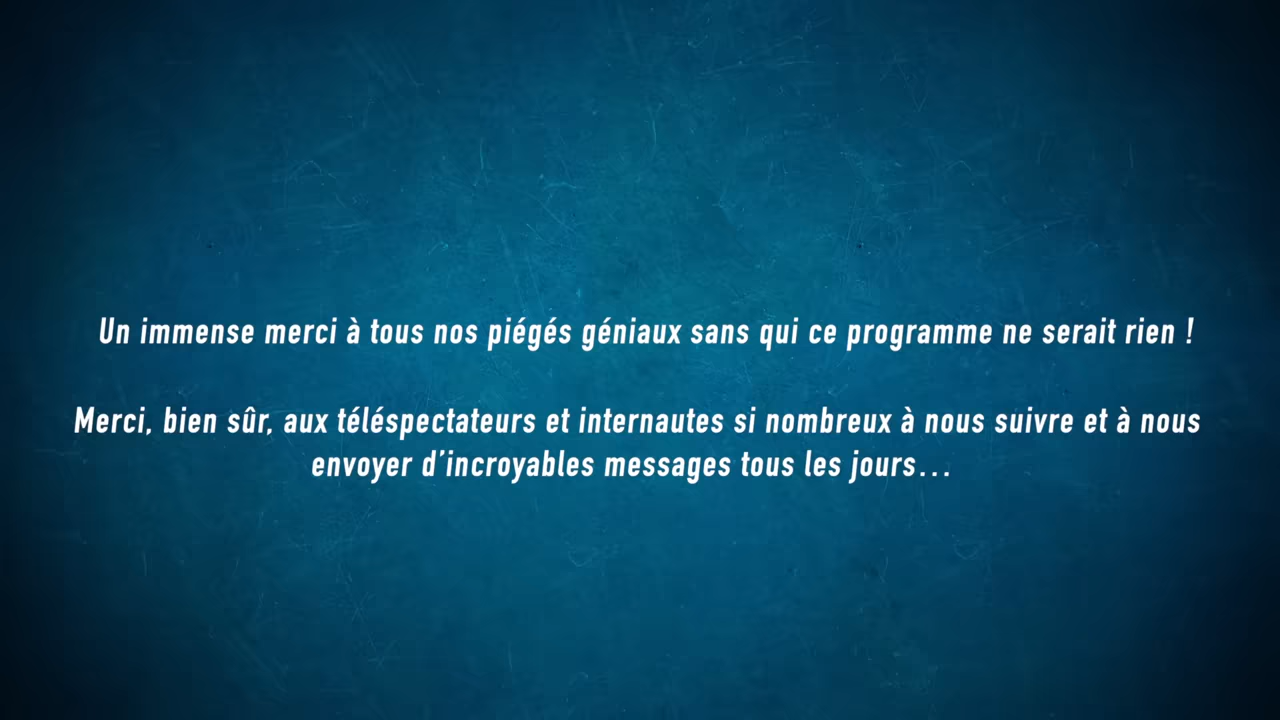 Un immense merci à tous nos piégés géniaux sans qui ce programme ne serait rien !
Merci, bien sûr, aux téléspectateurs et internautes si nombreux à nous suivre et à nous
envoyer d’incroyables messages tous les jours…